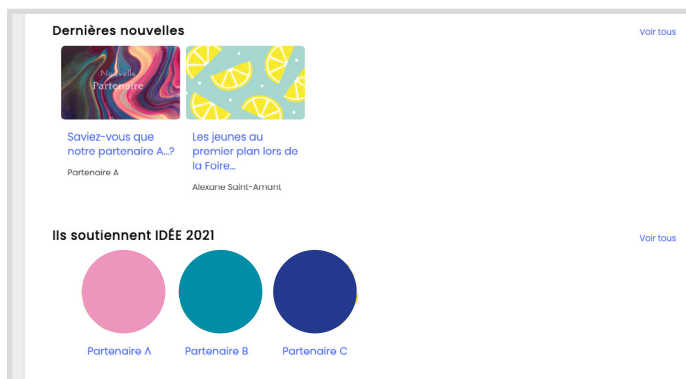 Dernières nouvelles
Voir tous
Nouvelle
Partenaire
Saviez-vous que
notre partenaire A...?
Partenaire A
Les jeunes au
premier plan lors de
la Foire...
Alexane Saint-Amant
Ils soutiennent IDÉE 2021
Voir tous
Partenaire A
Partenaire B
Partenaire C